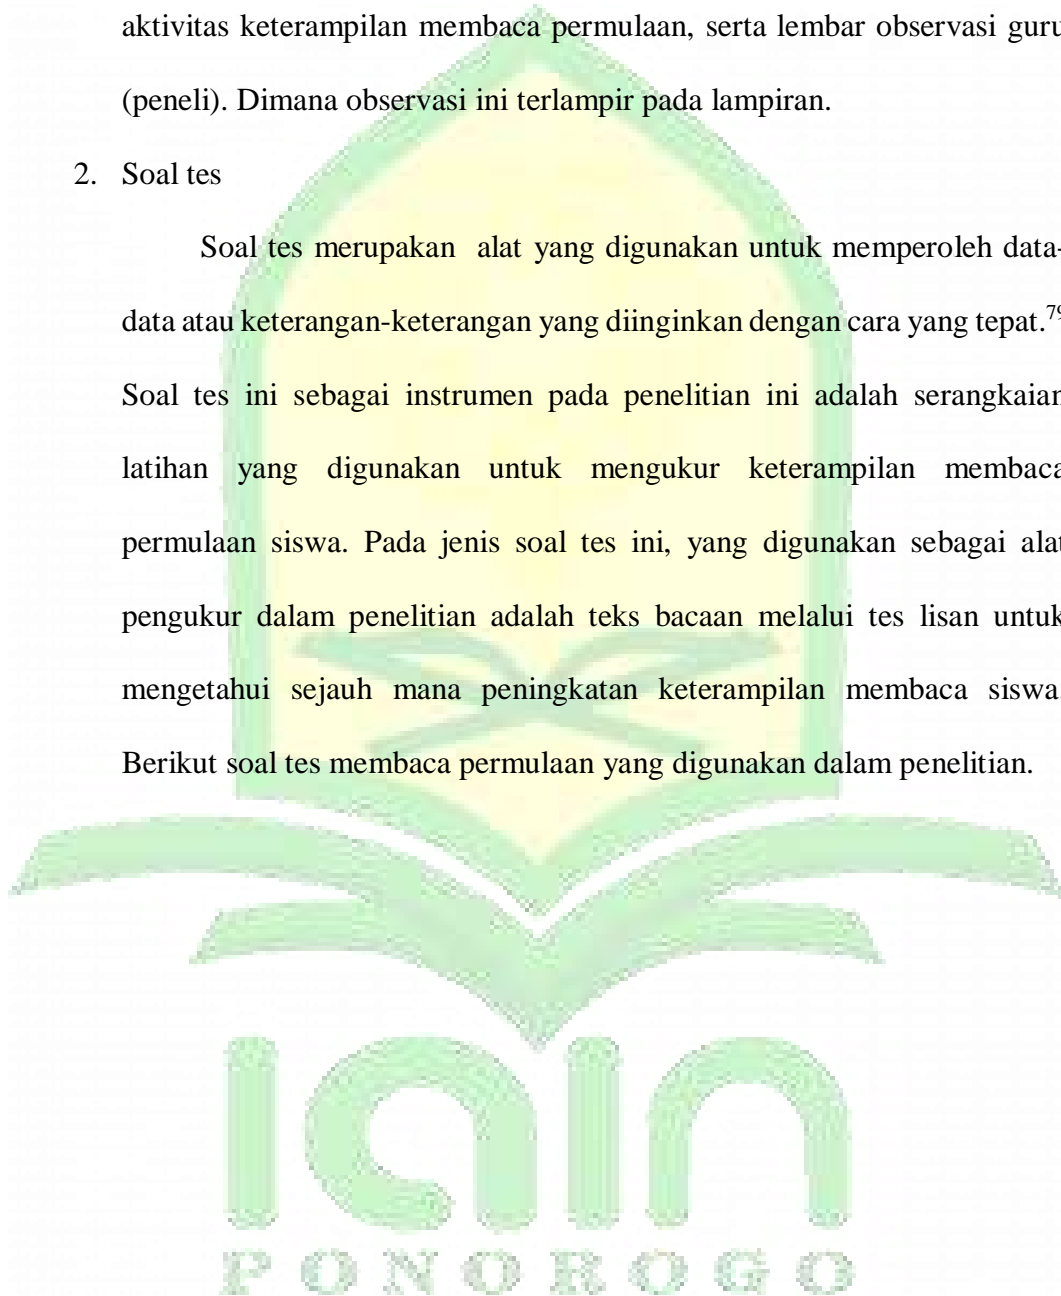 aktivitas keterampilan membaca permulaan, serta lembar observasi guru
(peneli). Dimana observasi ini terlampir pada lampiran.
2. Soal tes
Soal tes merupakan alat yang digunakan untuk memperoleh data-
data atau keterangan-keterangan yang diinginkan dengan cara yang tepat.79
Soal tes ini sebagai instrumen pada penelitian ini adalah serangkaian
latihan yang digunakan untuk mengukur keterampilan membaca
permulaan siswa. Pada jenis soal tes ini, yang digunakan sebagai alat
pengukur dalam penelitian adalah teks bacaan melalui tes lisan untuk
mengetahui sejauh mana peningkatan keterampilan membaca siswa.
Berikut soal tes membaca permulaan yang digunakan dalam penelitian.
iain
PONOROGO